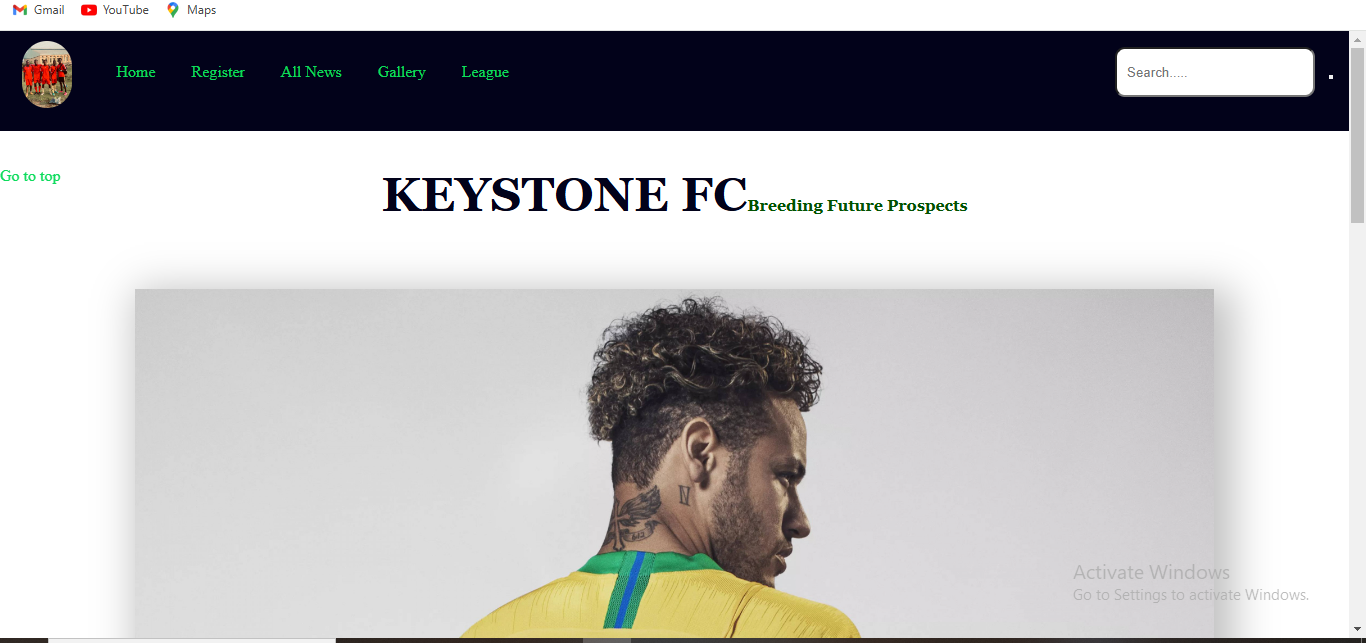 Gmail YouTube Maps
Home Register All News Gallery League Search.....
Go to top
KEYSTONE FC Breeding Future Prospects
IV
Activate Windows
Go to Settings to activate Windows.